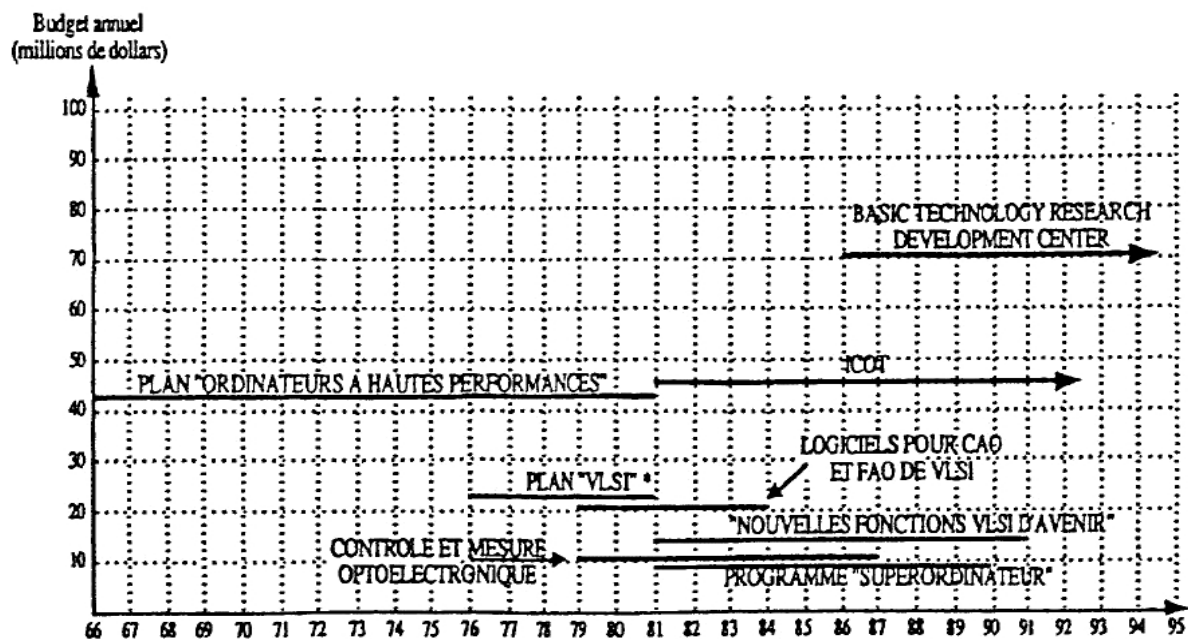 Budget annuel
(millions de dollars)
100
90
80
BASIC TECHNOLOGY RESEARCH
DEVELOPMENT CENTER
70
60
50
ICOT
PLAN "ORDINATEURS A HAUTES PERFORMANCES"
40
LOGICIELS POUR CAO
ET FAO DE VLSI
30
PLAN "VLSI" *
20
"NOUVELLES FONCTIONS VLSI D'AVENIR"
CONTROLE ET MESURE
OPTOELECTRONIQUE
10
PROGRAMME "SUPERORDINATEUR"
66 67 68 69 70 71 72 73 74 75 76 77 78 79 80 81 82 83 84 85 86 87 88 89 90 91 92 93 94 95